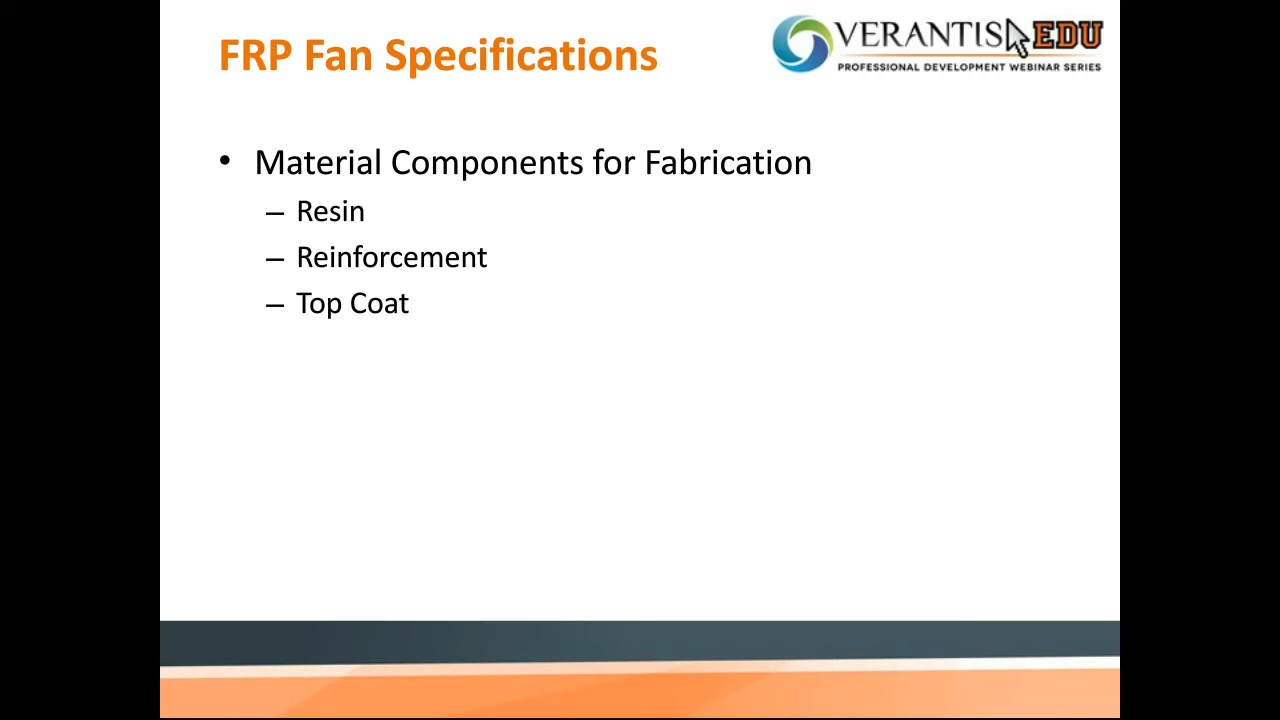 FRP Fan Specifications
VERANTIS EDU
PROFESSIONAL DEVELOPMENT WEBINAR SERIES
• Material Components for Fabrication
– Resin
– Reinforcement
– Top Coat